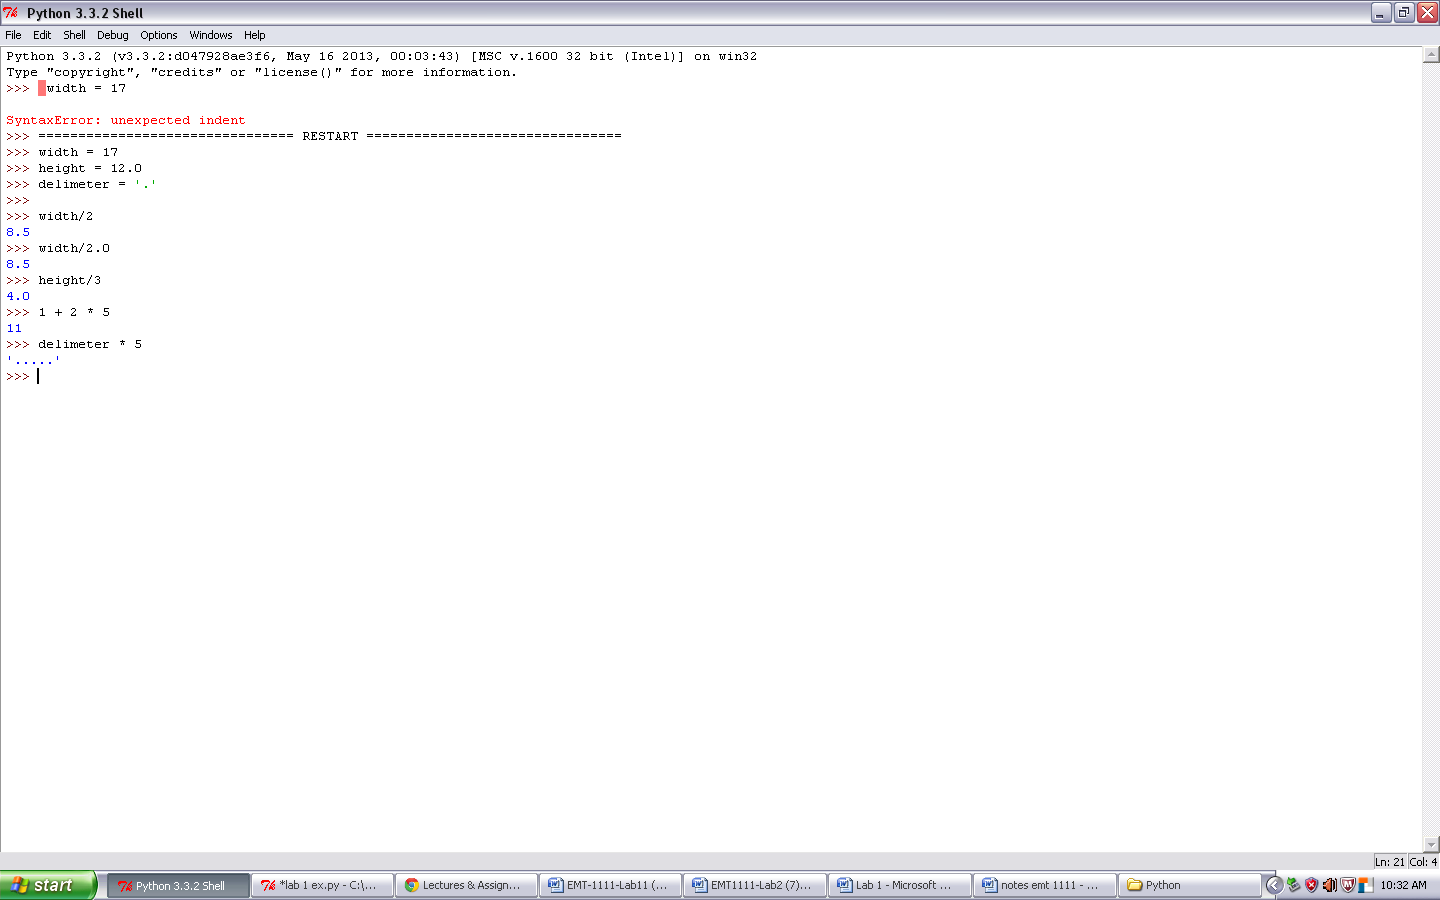 Python 3.3.2 Shell
File Edit Shell Debug Options Windows Help
Python 3.3.2 (v3.3.2:d047928ae3f6, May 16 2013, 00:03:43) [MSC v.1600 32 bit (Intel)] on win32
Type "copyright", "credits" or "license()" for more information.
>>>  width = 17
SyntaxError: unexpected indent
>>> ================================ RESTART ================================
>>> width = 17
>>> height = 12.0
>>> delimeter = '.'
>>>
>>> width/2
8.5
>>> width/2.0
8.5
>>> height/3
4.0
>>> 1 + 2 * 5
11
>>> delimeter * 5
'.....'
>>>
Ln: 21 Col: 4
start Python 3.3.2 Shell *lab 1 ex.py - C:\... Lectures & Assign... EMT-1111-Lab11 (... EMT1111-Lab2 (7)... Lab 1 - Microsoft ... notes emt 1111 - ... Python 10:32 AM